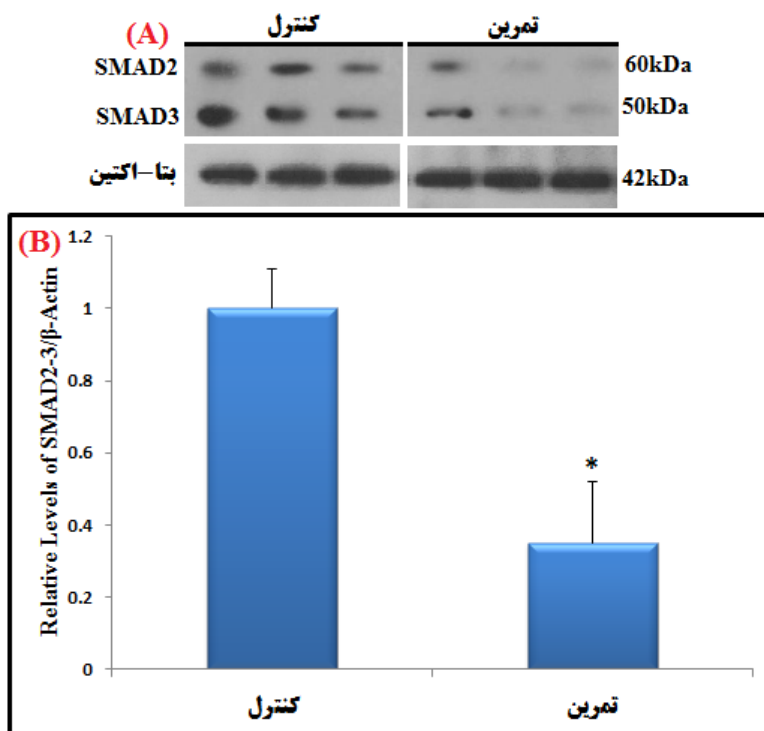 (A)
کنترل
تمرین
SMAD2
60kDa
SMAD3
50kDa
بتا-اکتین
42kDa
(B)
Relative Levels of SMAD2-3/β-Actin
1.2
1
0.8
0.6
0.4
0.2
0
*
کنترل
تمرین